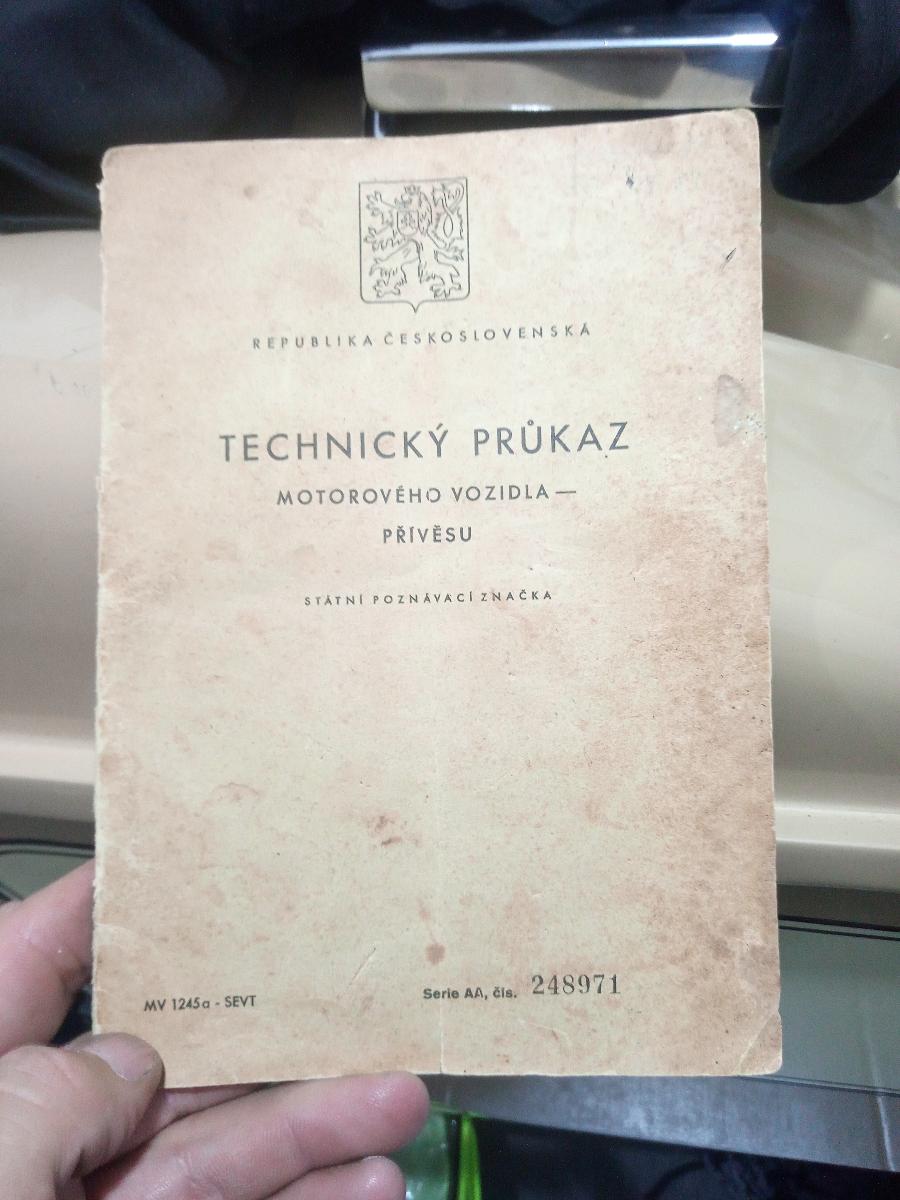 REPUBLIKA ČESKOSLOVENSKÁ
TECHNICKÝ PRŮKAZ
MOTOROVÉHO VOZIDLA —
PŘÍVĚSU
STÁTNÍ POZNÁVACÍ ZNAČKA
MV 1245a - SEVT
Serie AA, čís. 248971